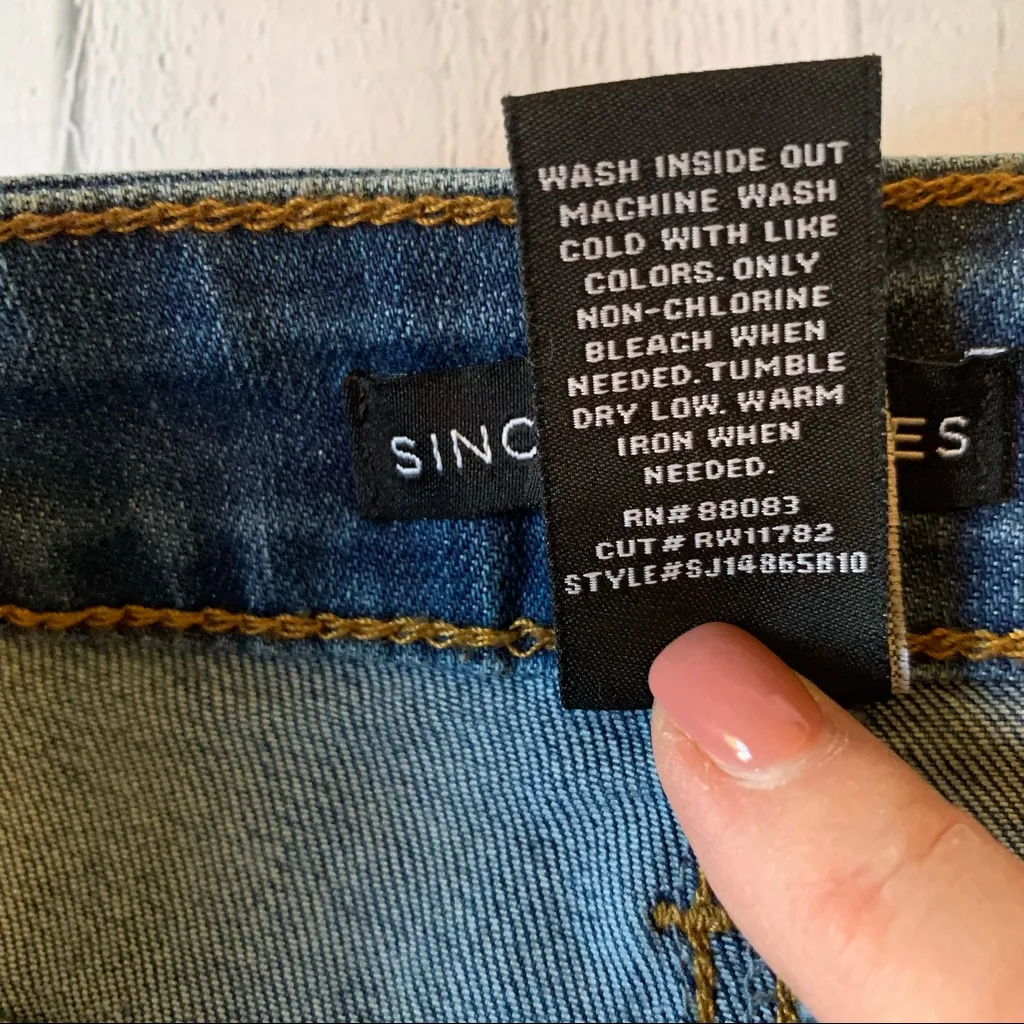 WASH INSIDE OUT
MACHINE WASH
COLD WITH LIKE
COLORS. ONLY
NON-CHLORINE
BLEACH WHEN
NEEDED. TUMBLE
DRY LOW. WARM
IRON WHEN
NEEDED.
RN# 88083
CUT# RW11782
STYLE#SJ14865B10